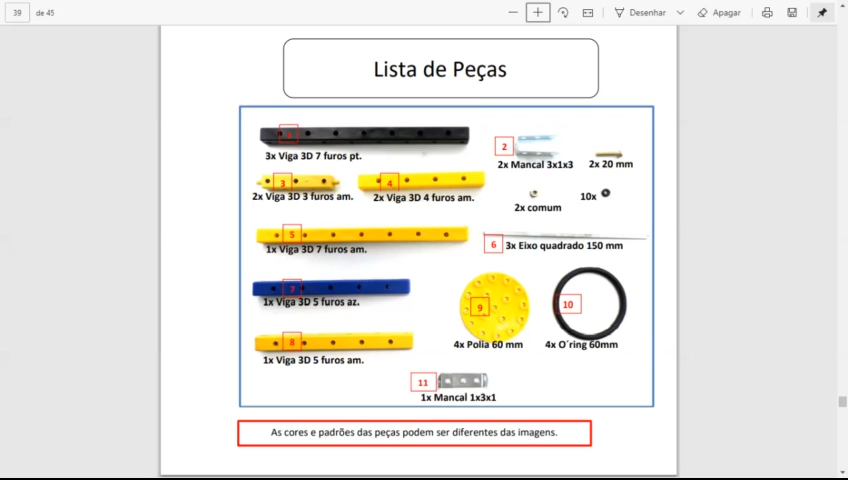 39 de 45 Desenhar Apagar
Lista de Peças
1
3x Viga 3D 7 furos pt.
2
2x Mancal 3x1x3 2x 20 mm
3 4
2x Viga 3D 3 furos am. 2x Viga 3D 4 furos am.
2x comum 10x
5
1x Viga 3D 7 furos am.
6 3x Eixo quadrado 150 mm
7
1x Viga 3D 5 furos az.
8
1x Viga 3D 5 furos am.
9 10
4x Polia 60 mm 4x O´ring 60mm
11
1x Mancal 1x3x1
As cores e padrões das peças podem ser diferentes das imagens.